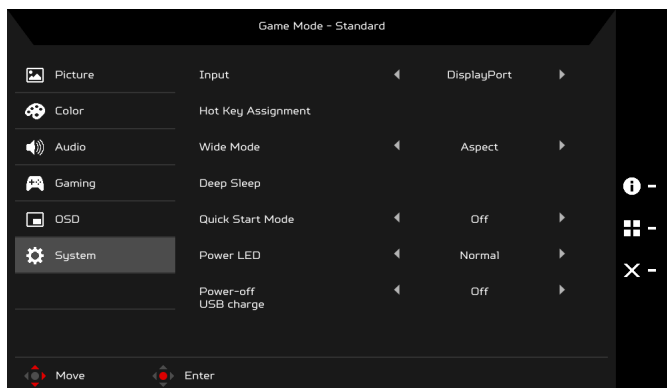 Game Mode - Standard
Picture
Input DisplayPort
Color
Hot Key Assignment
Audio
Wide Mode Aspect
Gaming
Deep Sleep
OSD
Quick Start Mode Off
System
Power LED Normal
Power-off Off
USB charge
Move Enter